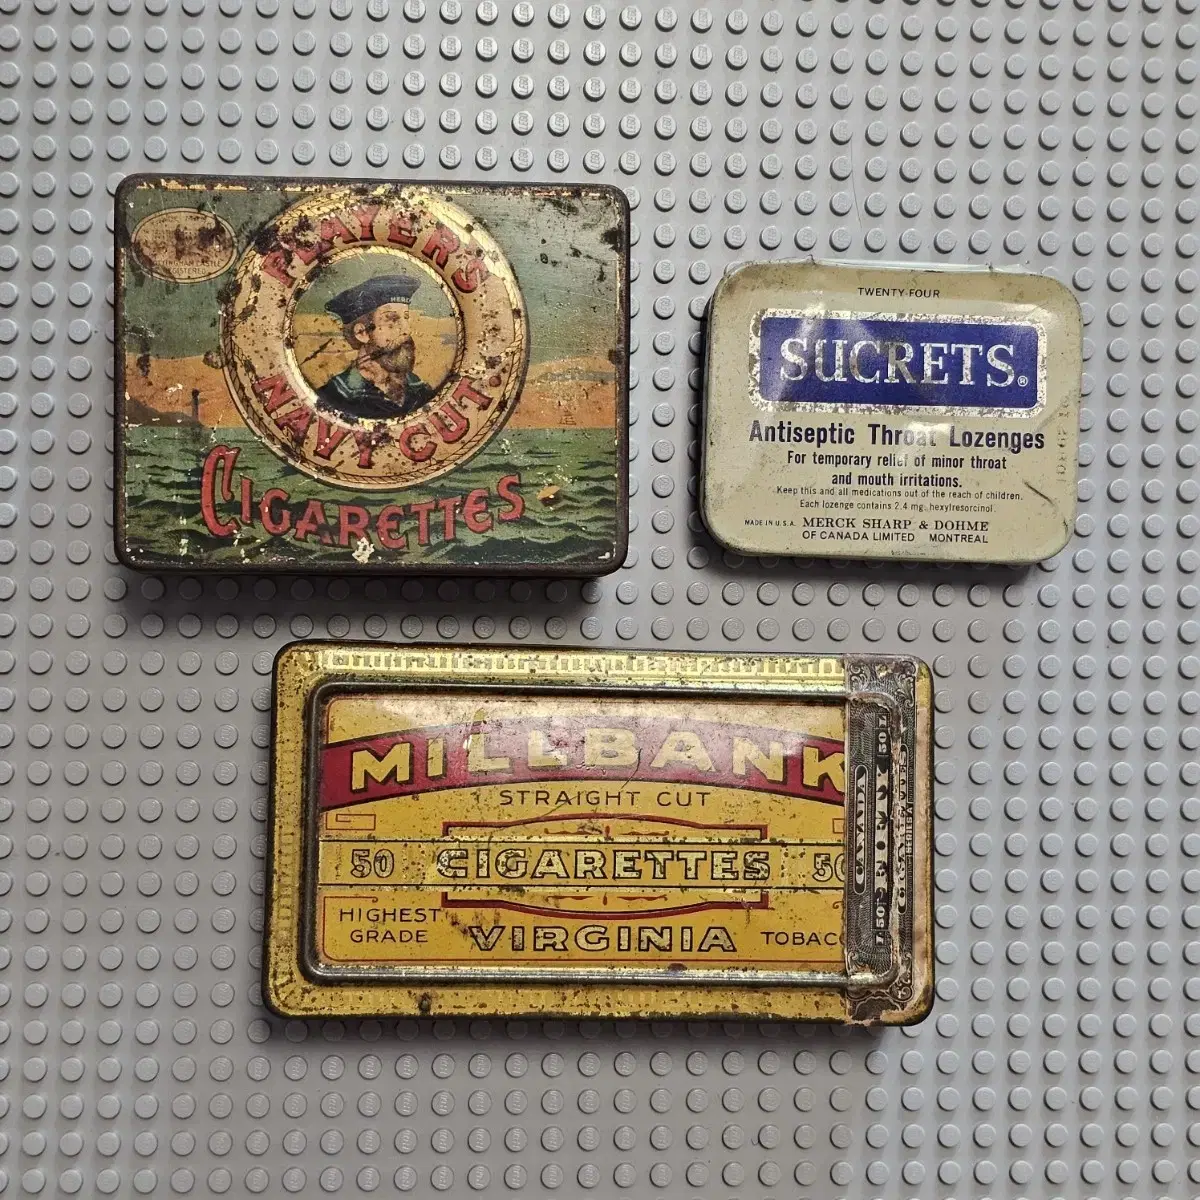 PLAYER'S
NAVY CUT.
CIGARETTES
REGISTERED
TWENTY-FOUR
SUCRETS®
Antiseptic Throat Lozenges
For temporary relief of minor throat
and mouth irritations.
Keep this and all medications out of the reach of children.
Each lozenge contains 2.4 mg. hexylresorcinol.
MADE IN U.S.A. MERCK SHARP & DOHME
OF CANADA LIMITED MONTREAL
MILLBANK
STRAIGHT CUT
50 CIGARETTES 50
HIGHEST
GRADE VIRGINIA TOBACC
CANADA
50